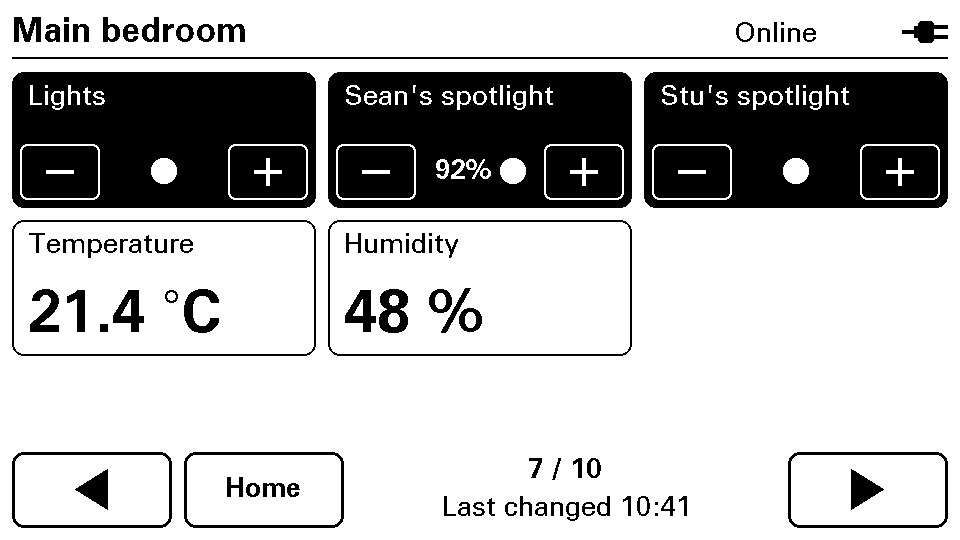 Main bedroom
Online
Lights
Sean's spotlight
Stu's spotlight
−
+
−
92%
+
−
+
Temperature
Humidity
21.4 °C
48 %
Home
7 / 10
Last changed 10:41